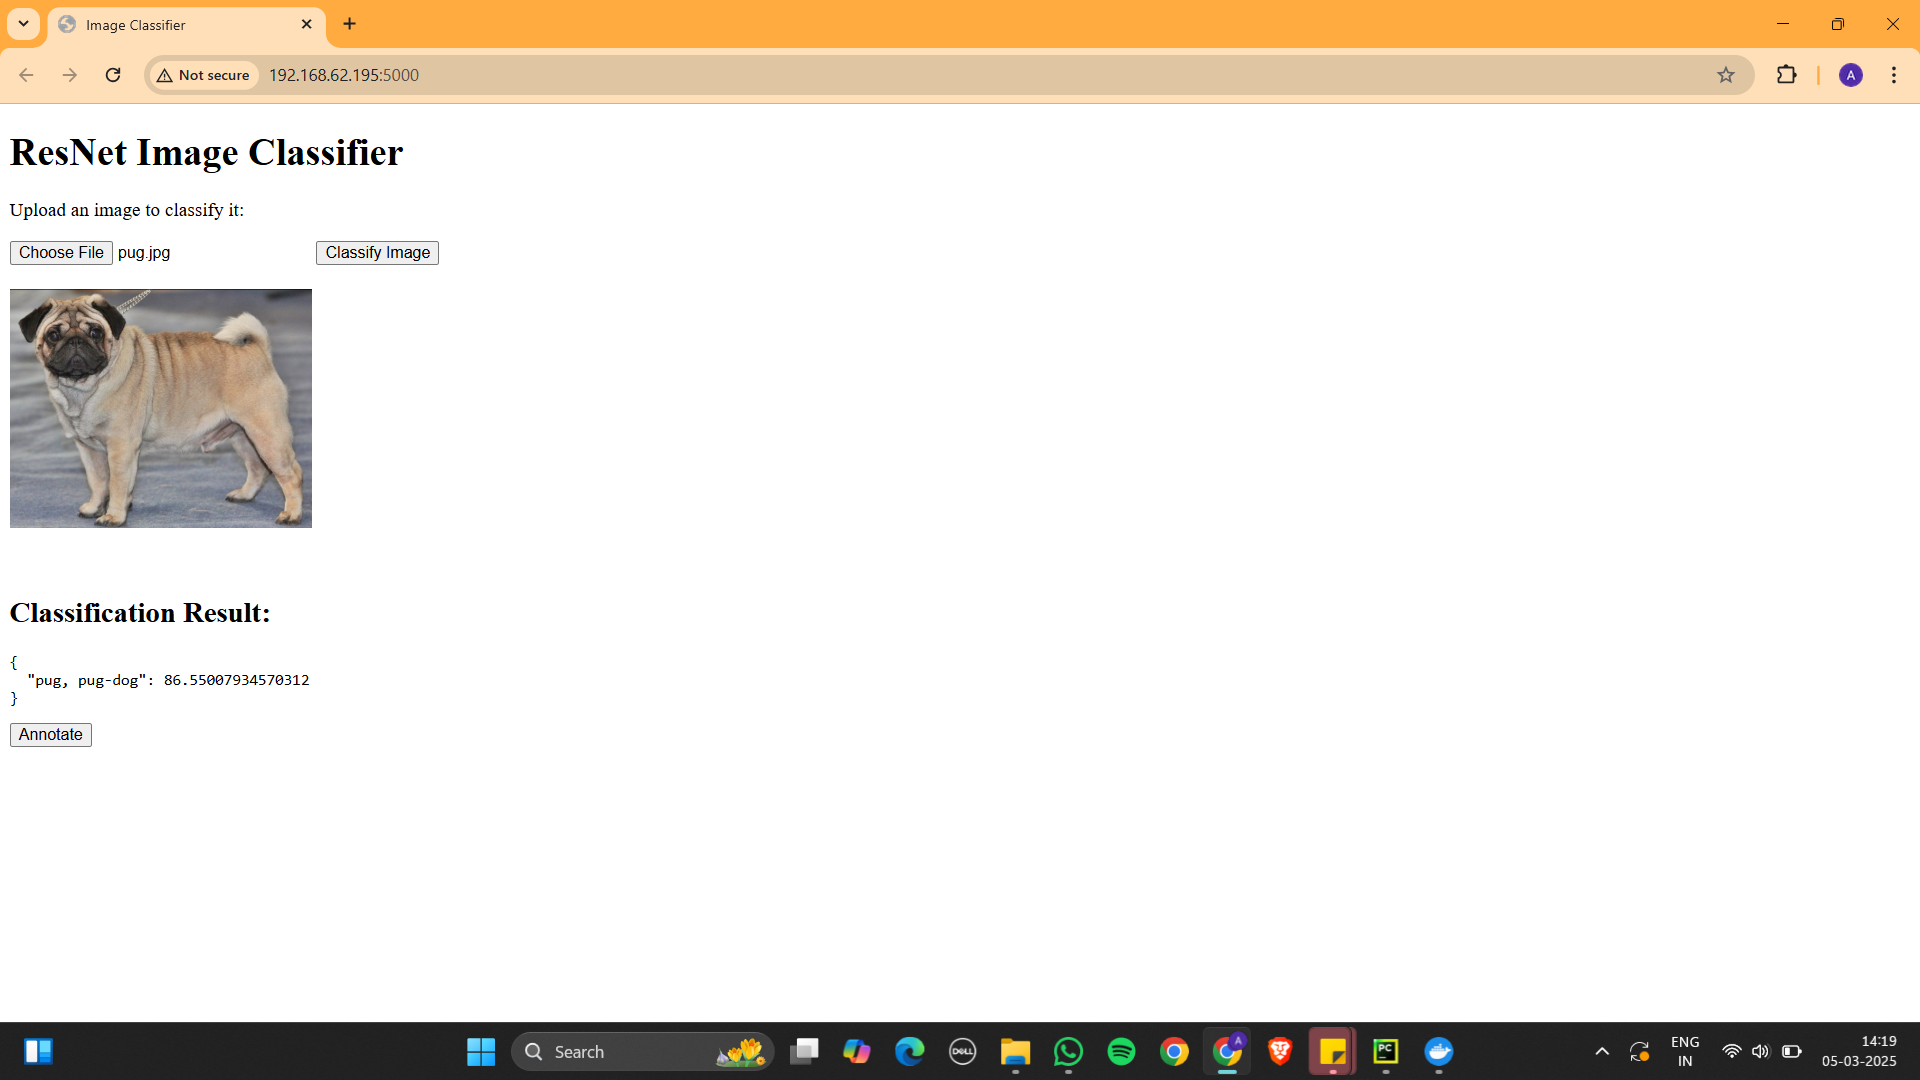 Image Classifier
Not secure
192.168.62.195:5000
A
ResNet Image Classifier
Upload an image to classify it:
Choose File pug.jpg Classify Image
Classification Result:
{
"pug, pug-dog": 86.55007934570312
}
Annotate
Search
DELL
A
PC
ENG
IN
14:19
05-03-2025